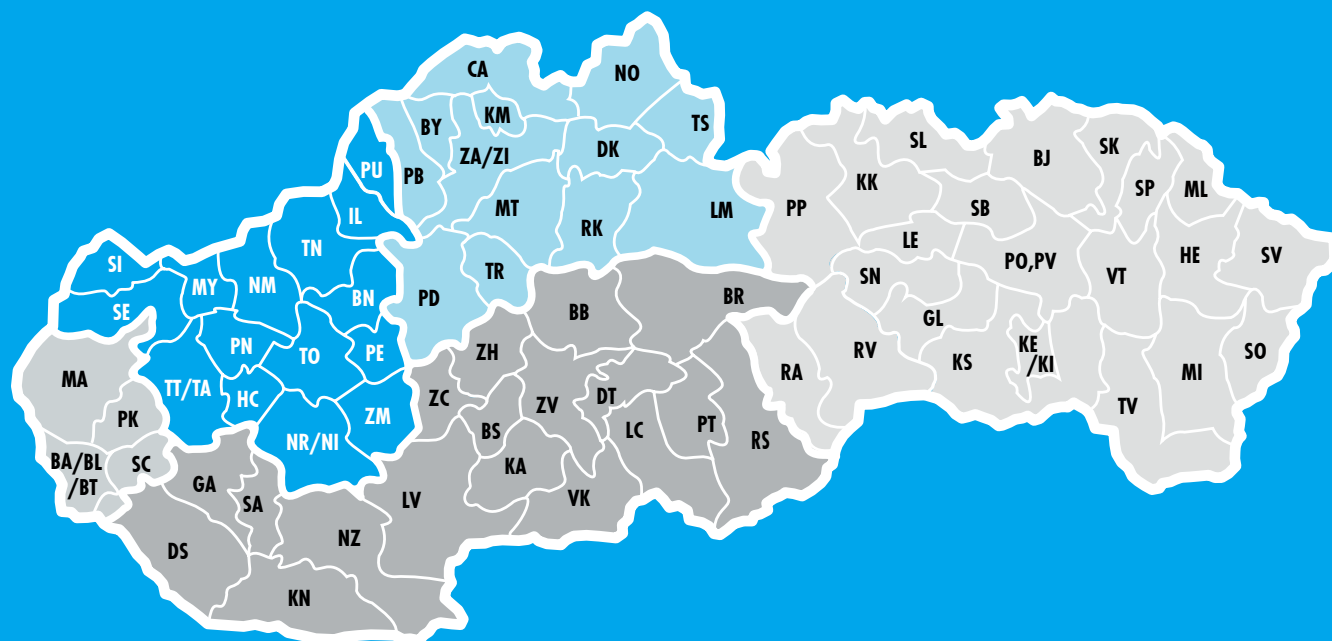 CA
NO
KM
BY
TS
ZA/ZI
DK
PU
PB
IL
MT
RK
LM
TN
TR
PD
SI
MY
NM
BN
SE
PN
TO
PE
TT/TA
HC
ZM
NR/NI
MA
PK
BA/BL
/BT
SC
SL
SK
BJ
SP
ML
KK
PP
SB
LE
PO,PV
VT
HE
SV
SN
GL
RV
KS
KE
/KI
RA
TV
MI
SO
BB
BR
ZH
ZC
ZV
DT
BS
LC
PT
RS
KA
VK
LV
GA
SA
NZ
DS
KN